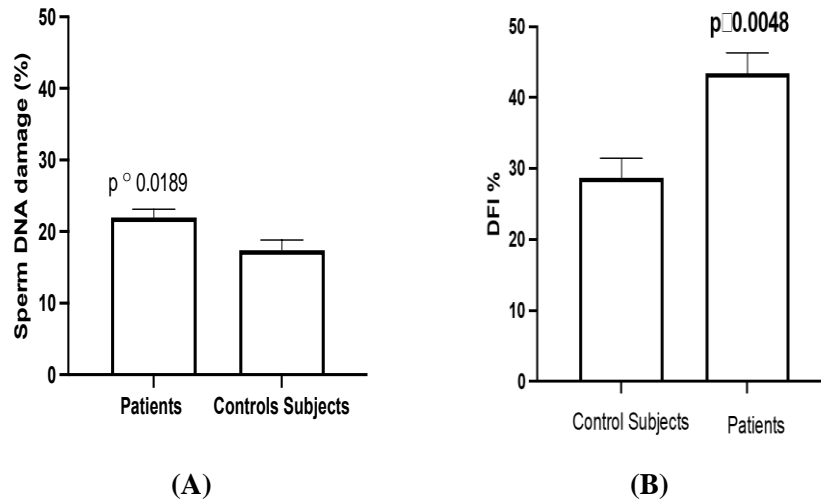 Sperm DNA damage (%)
50
40
30
20
10
0
p º 0.0189
Patients
Controls Subjects
(A)
DFI %
50
40
30
20
10
0
p□0.0048
Control Subjects
Patients
(B)